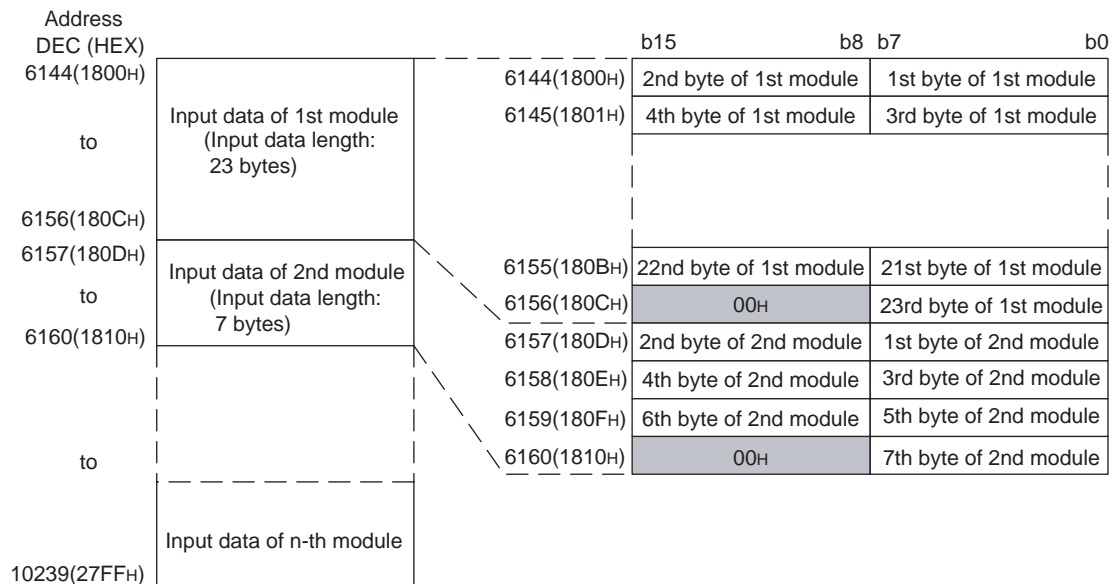 Address
DEC (HEX)
6144(1800H)
to
6156(180CH)
6157(180DH)
to
6160(1810H)
to
10239(27FFH)
Input data of 1st module
(Input data length:
23 bytes)
Input data of 2nd module
(Input data length:
7 bytes)
Input data of n-th module
b15 b8 b7 b0
6144(1800H) 2nd byte of 1st module 1st byte of 1st module
6145(1801H) 4th byte of 1st module 3rd byte of 1st module
6155(180BH) 22nd byte of 1st module 21st byte of 1st module
6156(180CH) 00H 23rd byte of 1st module
6157(180DH) 2nd byte of 2nd module 1st byte of 2nd module
6158(180EH) 4th byte of 2nd module 3rd byte of 2nd module
6159(180FH) 6th byte of 2nd module 5th byte of 2nd module
6160(1810H) 00H 7th byte of 2nd module